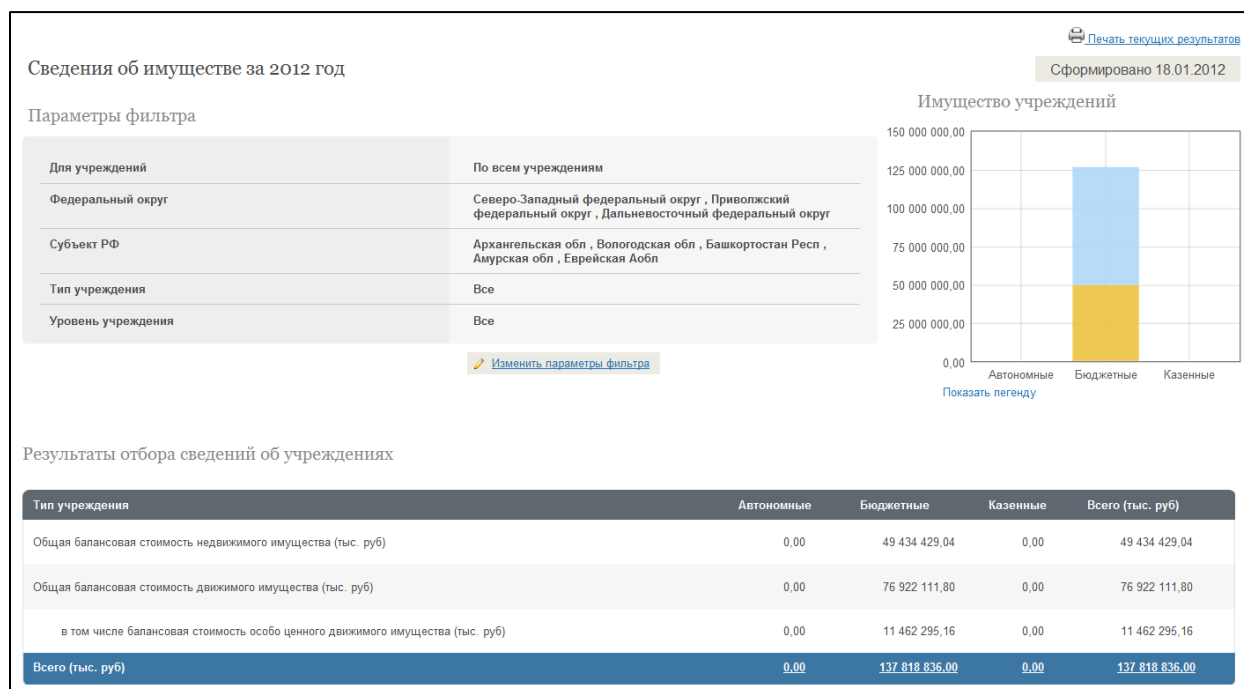 Печать текущих результатов
Сведения об имуществе за 2012 год
Сформировано 18.01.2012
Параметры фильтра
Для учреждений По всем учреждениям
Федеральный округ Северо-Западный федеральный округ , Приволжский
федеральный округ , Дальневосточный федеральный округ
Субъект РФ Архангельская обл , Вологодская обл , Башкортостан Респ ,
Амурская обл , Еврейская Аобл
Тип учреждения Все
Уровень учреждения Все
Изменить параметры фильтра
Имущество учреждений
150 000 000,00
125 000 000,00
100 000 000,00
75 000 000,00
50 000 000,00
25 000 000,00
0,00
Автономные Бюджетные Казенные
Показать легенду
Результаты отбора сведений об учреждениях
Тип учреждения Автономные Бюджетные Казенные Всего (тыс. руб)
Общая балансовая стоимость недвижимого имущества (тыс. руб) 0,00 49 434 429,04 0,00 49 434 429,04
Общая балансовая стоимость движимого имущества (тыс. руб) 0,00 76 922 111,80 0,00 76 922 111,80
в том числе балансовая стоимость особо ценного движимого имущества (тыс. руб) 0,00 11 462 295,16 0,00 11 462 295,16
Всего (тыс. руб) 0,00 137 818 836,00 0,00 137 818 836,00